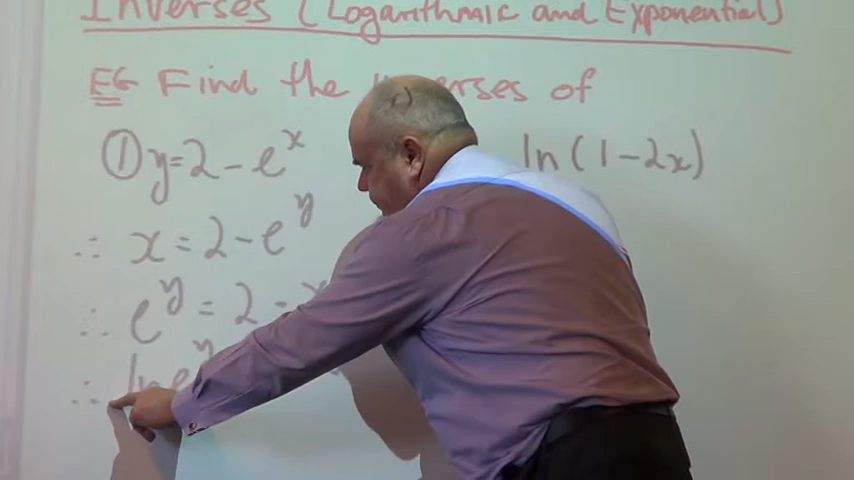 Inverses (Logarithmic and Exponential)
EG Find the inverses of
① y = 2 - e^x
ln (1 - 2x)
∴ x = 2 - e^y
∴ e^y = 2 - x
∴ ln e^y